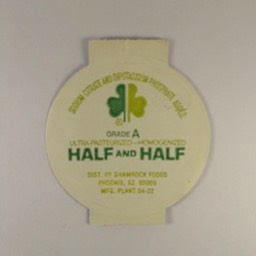 SODIUM CITRATE AND DIPOTASSIUM PHOSPHATE ADDED.
®
GRADE A
ULTRA-PASTEURIZED—HOMOGENIZED
HALF AND HALF
DIST. BY SHAMROCK FOODS
PHOENIX, AZ. 85009
MFG. PLANT 04-22